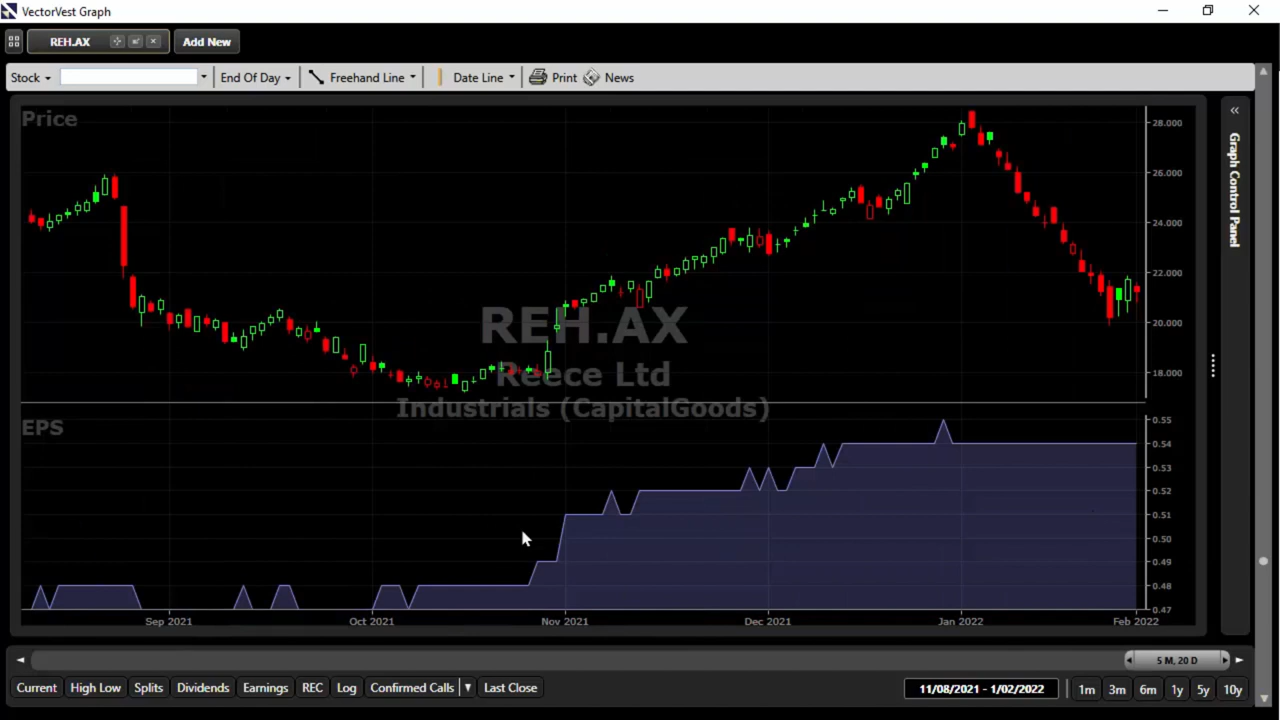 VectorVest Graph
REH.AX Add New
Stock End Of Day Freehand Line Date Line Print News
Price
28.000
26.000
24.000
22.000
20.000
18.000
REH.AX
Reece Ltd
Industrials (CapitalGoods)
EPS
0.55
0.54
0.53
0.52
0.51
0.50
0.49
0.48
0.47
Sep 2021 Oct 2021 Nov 2021 Dec 2021 Jan 2022 Feb 2022
Graph Control Panel
5 M, 20 D
Current High Low Splits Dividends Earnings REC Log Confirmed Calls Last Close 11/08/2021 - 1/02/2022 1m 3m 6m 1y 5y 10y